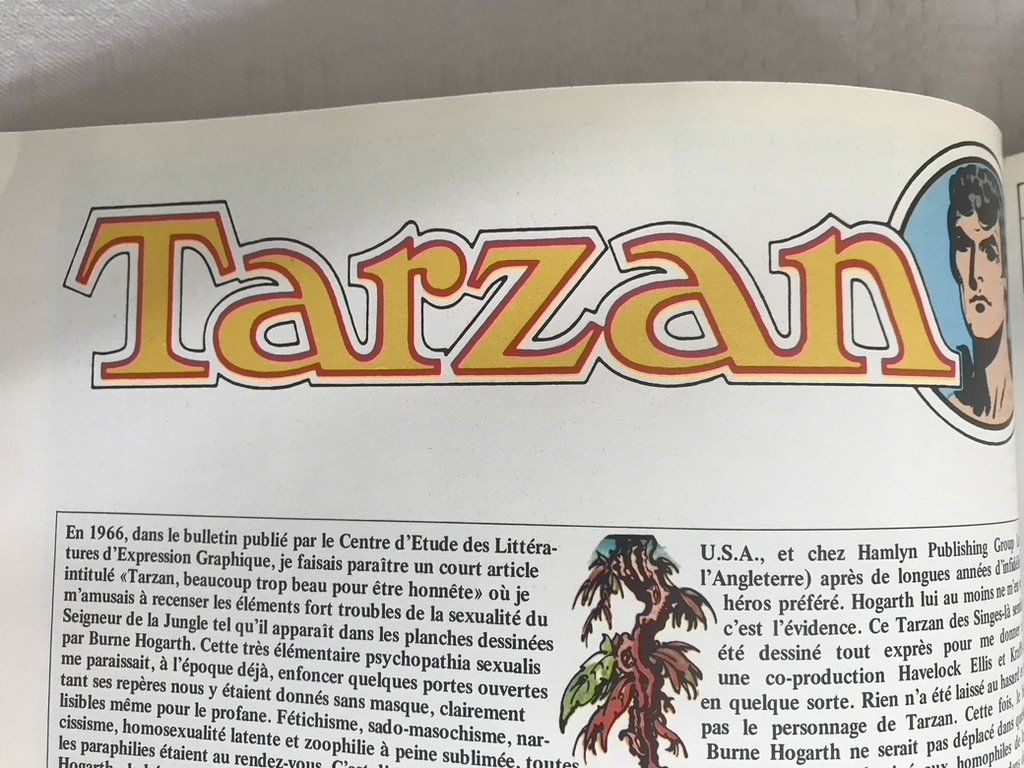 Tarzan
En 1966, dans le bulletin publié par le Centre d'Etude des Littéra-
tures d'Expression Graphique, je faisais paraître un court article
intitulé «Tarzan, beaucoup trop beau pour être honnête» où je
m'amusais à recenser les éléments fort troubles de la sexualité du
Seigneur de la Jungle tel qu'il apparaît dans les planches dessinées
par Burne Hogarth. Cette très élémentaire psychopathia sexualis
me paraissait, à l'époque déjà, enfoncer quelques portes ouvertes
tant ses repères nous y étaient donnés sans masque, clairement
lisibles même pour le profane. Fétichisme, sado-masochisme, nar-
cissisme, homosexualité latente et zoophilie à peine sublimée, toutes
les paraphilies étaient au rendez-vous.
U.S.A., et chez Hamlyn Publishing Group
l'Angleterre) après de longues années
héros préféré. Hogarth lui au moins ne
c'est l'évidence. Ce Tarzan des Singes-là
été dessiné tout exprès pour me donner
une co-production Havelock Ellis et
en quelque sorte. Rien n'a été laissé au
pas le personnage de Tarzan. Cette fois,
Burne Hogarth ne serait pas déplacé dans
homophiles de